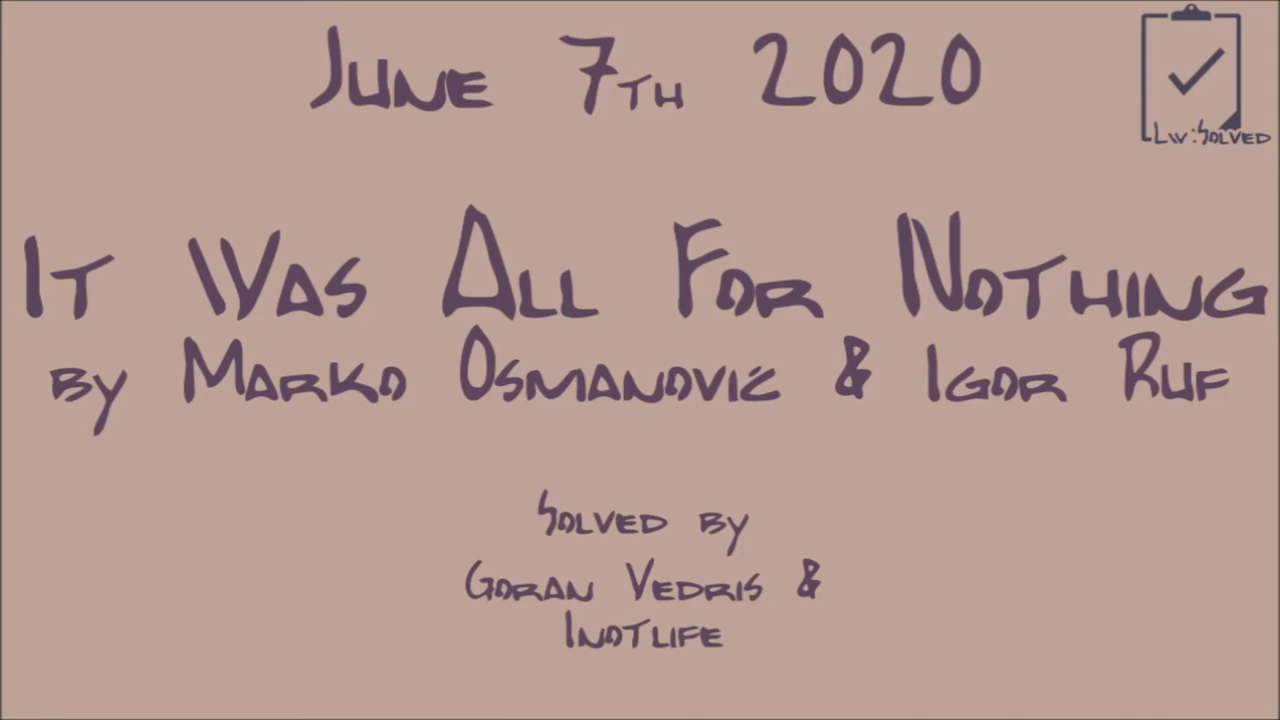 June 7th 2020
Lw:Solved
It Was All For Nothing
by Marko Osmanović & Igor Ruf
Solved by
Goran Vedris &
Inotlife